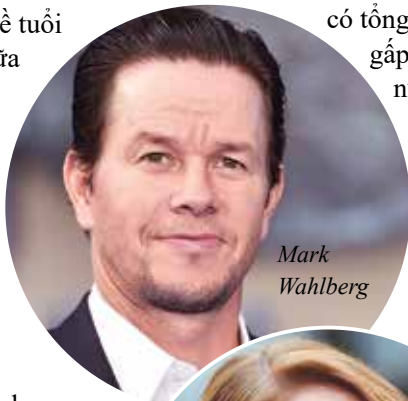 ề tuổi
ữa
có tổng
gấp
Mark
Wahlberg